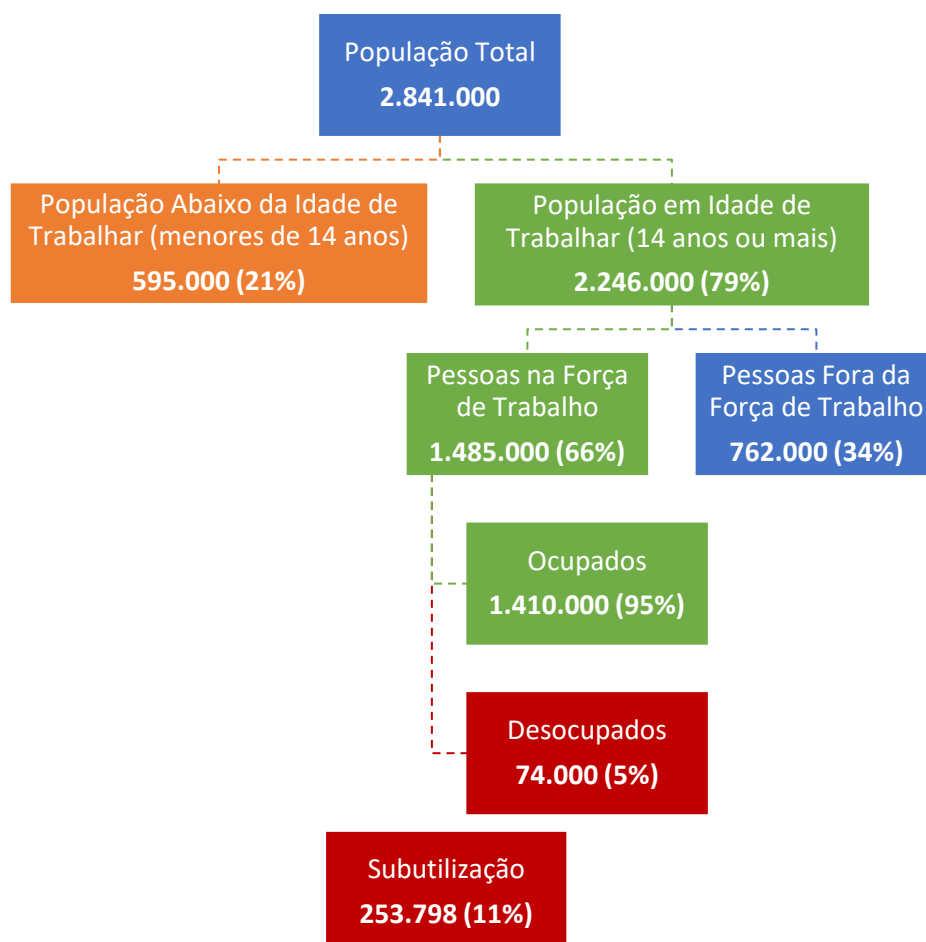 População Total
2.841.000
População Abaixo da Idade de
Trabalhar (menores de 14 anos)
595.000 (21%)
População em Idade de
Trabalhar (14 anos ou mais)
2.246.000 (79%)
Pessoas na Força
de Trabalho
1.485.000 (66%)
Pessoas Fora da
Força de Trabalho
762.000 (34%)
Ocupados
1.410.000 (95%)
Desocupados
74.000 (5%)
Subutilização
253.798 (11%)